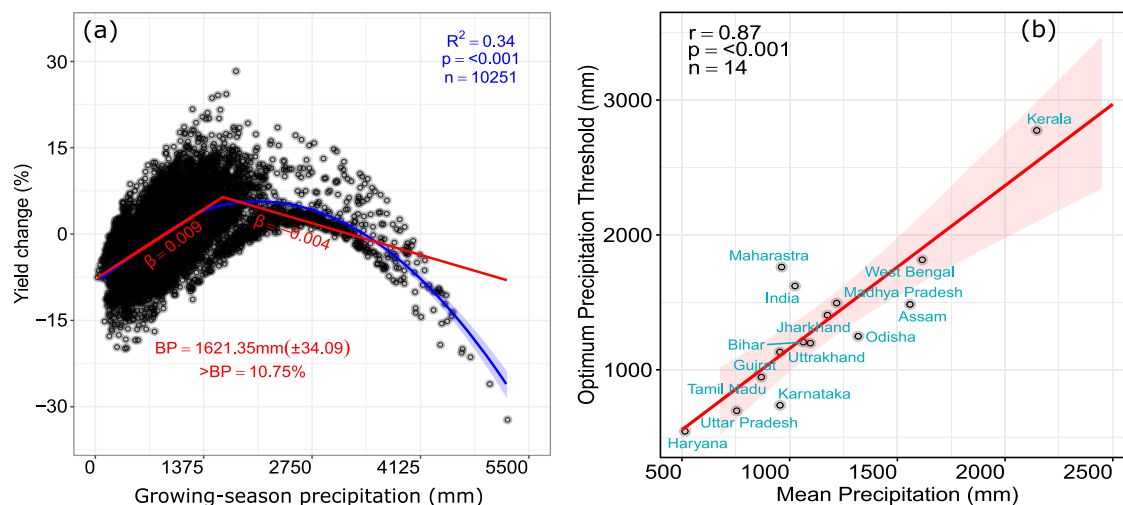 (a)
R² = 0.34
p = <0.001
n = 10251
Yield change (%)
30
15
0
−15
−30
β = 0.009
β = −0.004
BP = 1621.35mm(±34.09)
>BP = 10.75%
0 1375 2750 4125 5500
Growing-season precipitation (mm)
(b)
r = 0.87
p = <0.001
n = 14
Optimum Precipitation Threshold (mm)
3000
2000
1000
Kerala
Maharastra
West Bengal
India
Madhya Pradesh
Assam
Jharkhand
Odisha
Bihar
Uttrakhand
Gujrat
Tamil Nadu
Karnataka
Uttar Pradesh
Haryana
500 1000 1500 2000 2500
Mean Precipitation (mm)